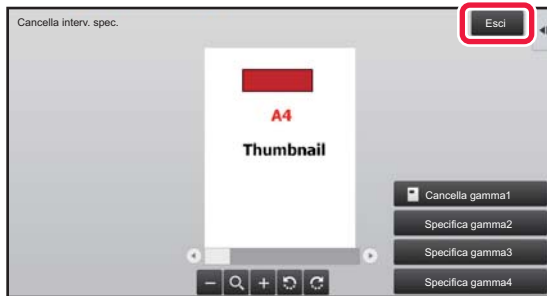 Cancella interv. spec.
Esci
A4
Thumbnail
Cancella gamma1
Specifica gamma2
Specifica gamma3
Specifica gamma4